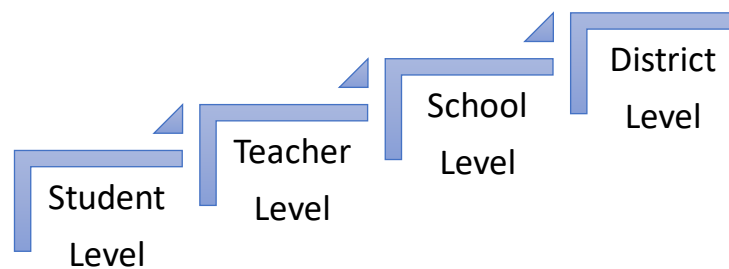 Student
Level
Teacher
Level
School
Level
District
Level